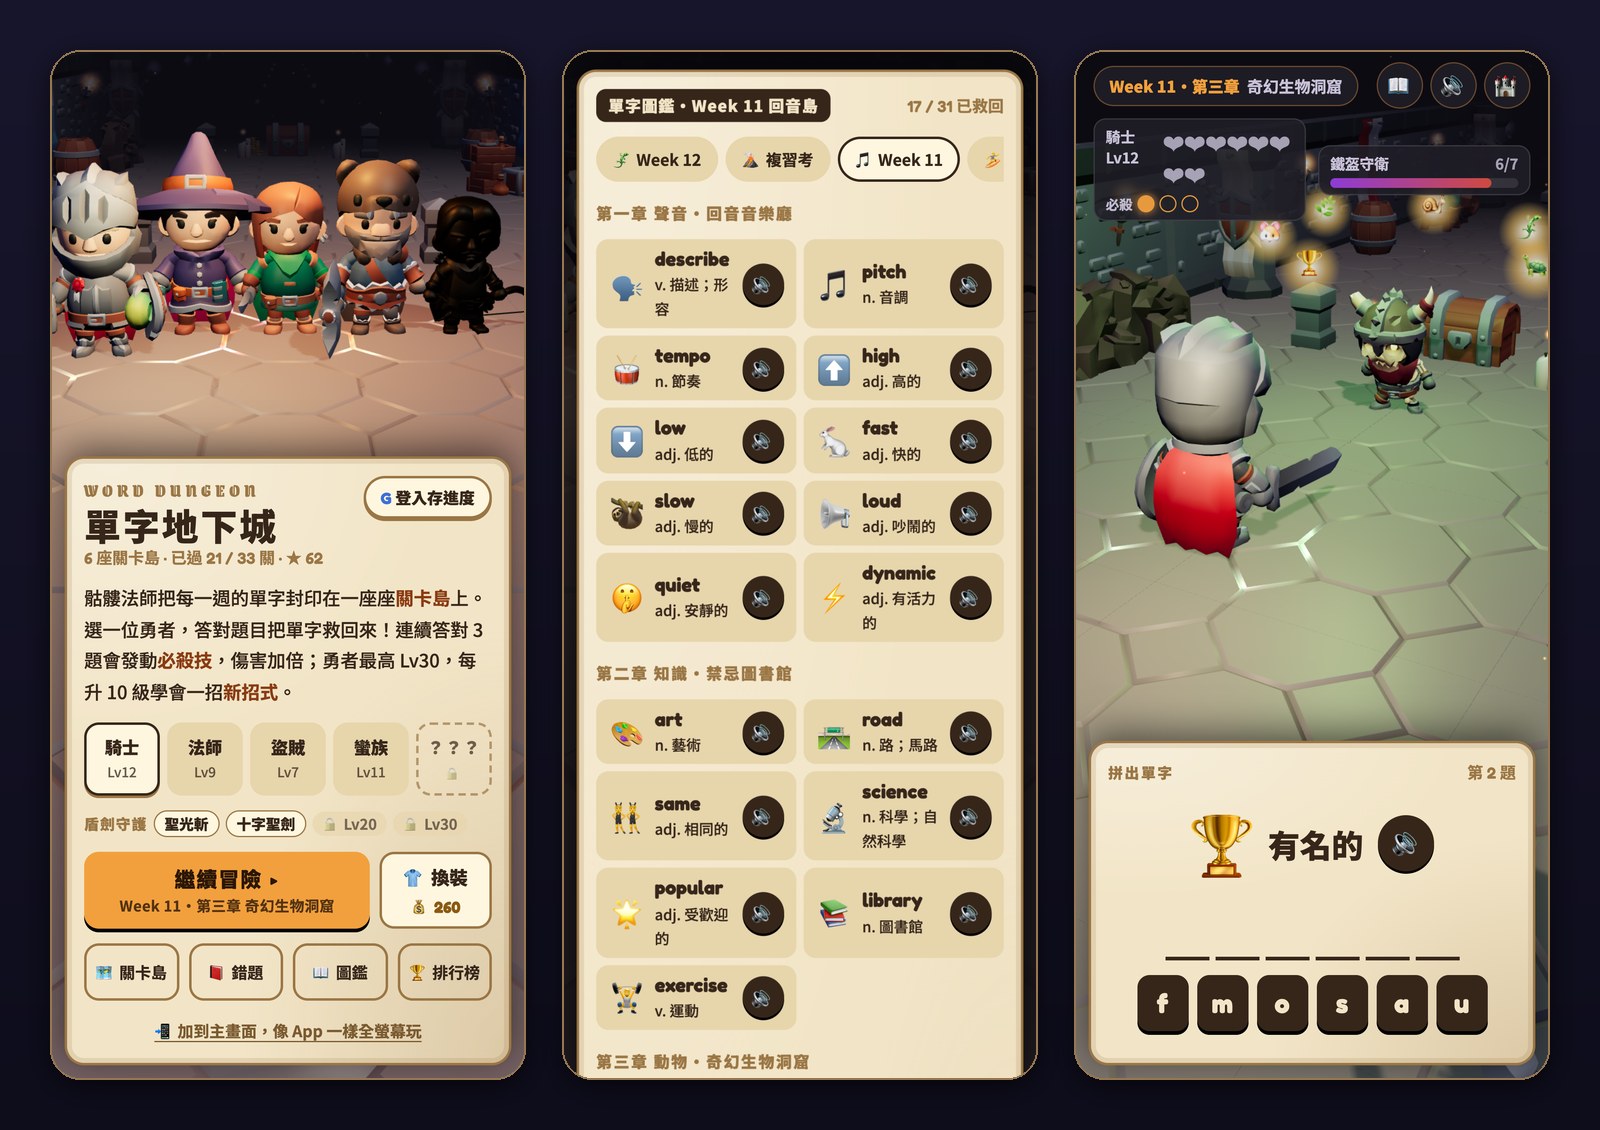 WORD DUNGEON
單字地下城
G 登入存進度
6 座關卡島 · 已過 21 / 33 關 · ★ 62
骷髏法師把每一週的單字封印在一座座關卡島上。
選一位勇者,答對題目把單字救回來!連續答對 3
題會發動必殺技,傷害加倍;勇者最高 Lv30,每
升 10 級學會一招新招式。
騎士
Lv12
法師
Lv9
盜賊
Lv7
蠻族
Lv11
? ? ?
盾劍守護
聖光斬
十字聖劍
Lv20
Lv30
繼續冒險 ▸
Week 11・第三章 奇幻生物洞窟
換裝
260
關卡島
錯題
圖鑑
排行榜
加到主畫面,像 App 一樣全螢幕玩
單字圖鑑・Week 11 回音島
17 / 31 已救回
Week 12
複習考
Week 11
第一章 聲音・回音音樂廳
describe
v. 描述;形
容
pitch
n. 音調
tempo
n. 節奏
high
adj. 高的
low
adj. 低的
fast
adj. 快的
slow
adj. 慢的
loud
adj. 吵鬧的
quiet
adj. 安靜的
dynamic
adj. 有活力
的
第二章 知識・禁忌圖書館
art
n. 藝術
road
n. 路;馬路
same
adj. 相同的
science
n. 科學;自
然科學
popular
adj. 受歡迎
的
library
n. 圖書館
exercise
v. 運動
第三章 動物・奇幻生物洞窟
Week 11・第三章 奇幻生物洞窟
騎士
Lv12
必殺
鐵盔守衛
6/7
拼出單字
第 2 題
有名的
f m o s a u